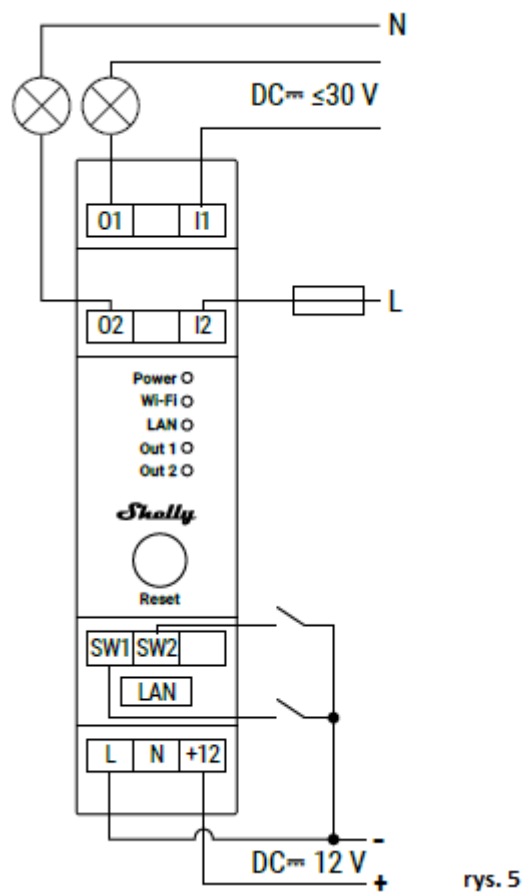 N
DC⎓ ≤30 V
O1 I1
L
O2 I2
Power
Wi-Fi
LAN
Out 1
Out 2
Shelly
Reset
SW1 SW2
LAN
L N +12
-
DC⎓ 12 V
+ rys. 5